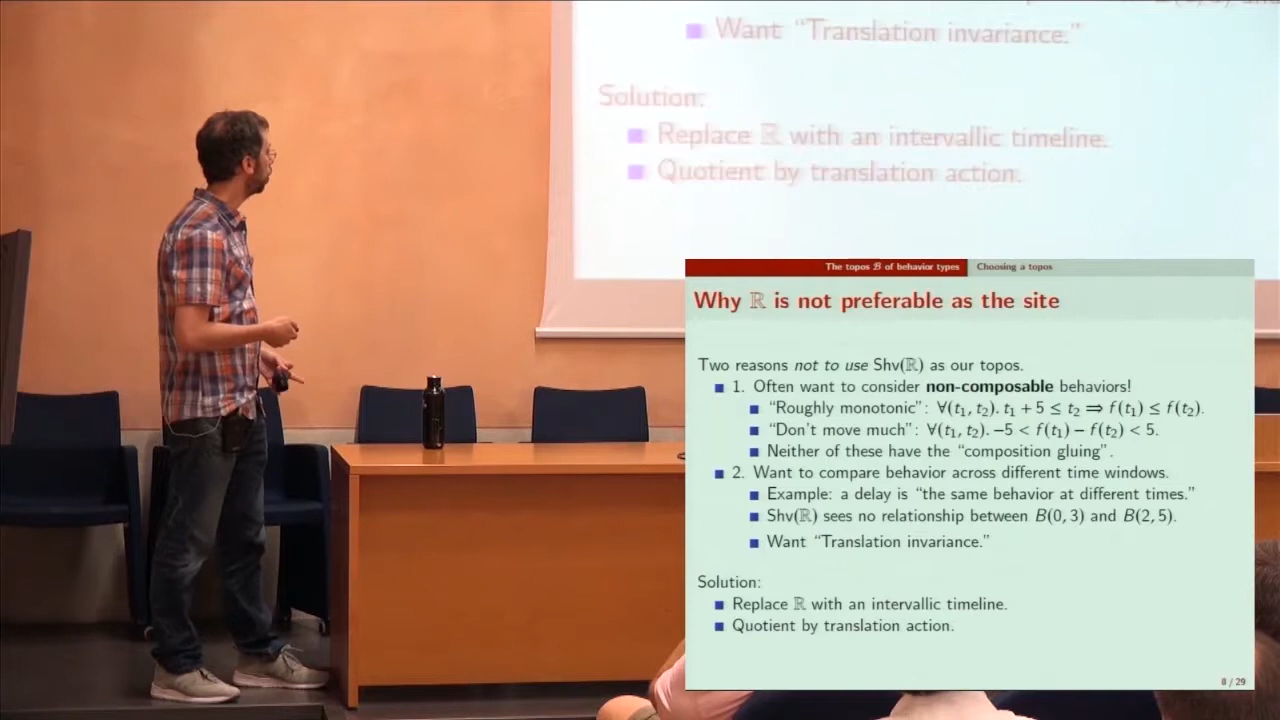 Want “Translation invariance.”
Solution:
Replace ℝ with an intervallic timeline.
Quotient by translation action.
The topos ℬ of behavior types Choosing a topos
Why ℝ is not preferable as the site
Two reasons not to use Shv(ℝ) as our topos.
1. Often want to consider non-composable behaviors!
“Roughly monotonic”: ∀(t₁, t₂). t₁ + 5 ≤ t₂ ⇒ f(t₁) ≤ f(t₂).
“Don’t move much”: ∀(t₁, t₂). −5 < f(t₁) − f(t₂) < 5.
Neither of these have the “composition gluing”.
2. Want to compare behavior across different time windows.
Example: a delay is “the same behavior at different times.”
Shv(ℝ) sees no relationship between B(0, 3) and B(2, 5).
Want “Translation invariance.”
Solution:
Replace ℝ with an intervallic timeline.
Quotient by translation action.
8 / 29